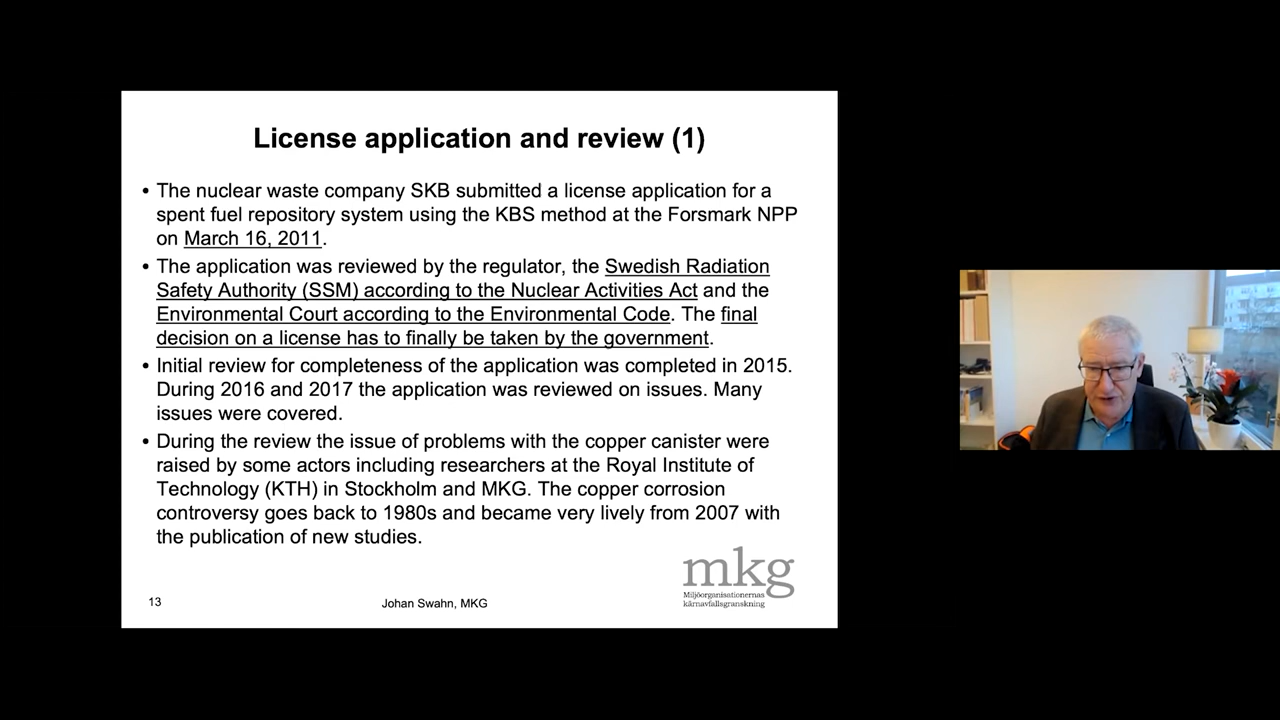 License application and review (1)
• The nuclear waste company SKB submitted a license application for a
spent fuel repository system using the KBS method at the Forsmark NPP
on March 16, 2011.
• The application was reviewed by the regulator, the Swedish Radiation
Safety Authority (SSM) according to the Nuclear Activities Act and the
Environmental Court according to the Environmental Code. The final
decision on a license has to finally be taken by the government.
• Initial review for completeness of the application was completed in 2015.
During 2016 and 2017 the application was reviewed on issues. Many
issues were covered.
• During the review the issue of problems with the copper canister were
raised by some actors including researchers at the Royal Institute of
Technology (KTH) in Stockholm and MKG. The copper corrosion
controversy goes back to 1980s and became very lively from 2007 with
the publication of new studies.
mkg
Miljöorganisationernas
kärnavfallsgranskning
13
Johan Swahn, MKG